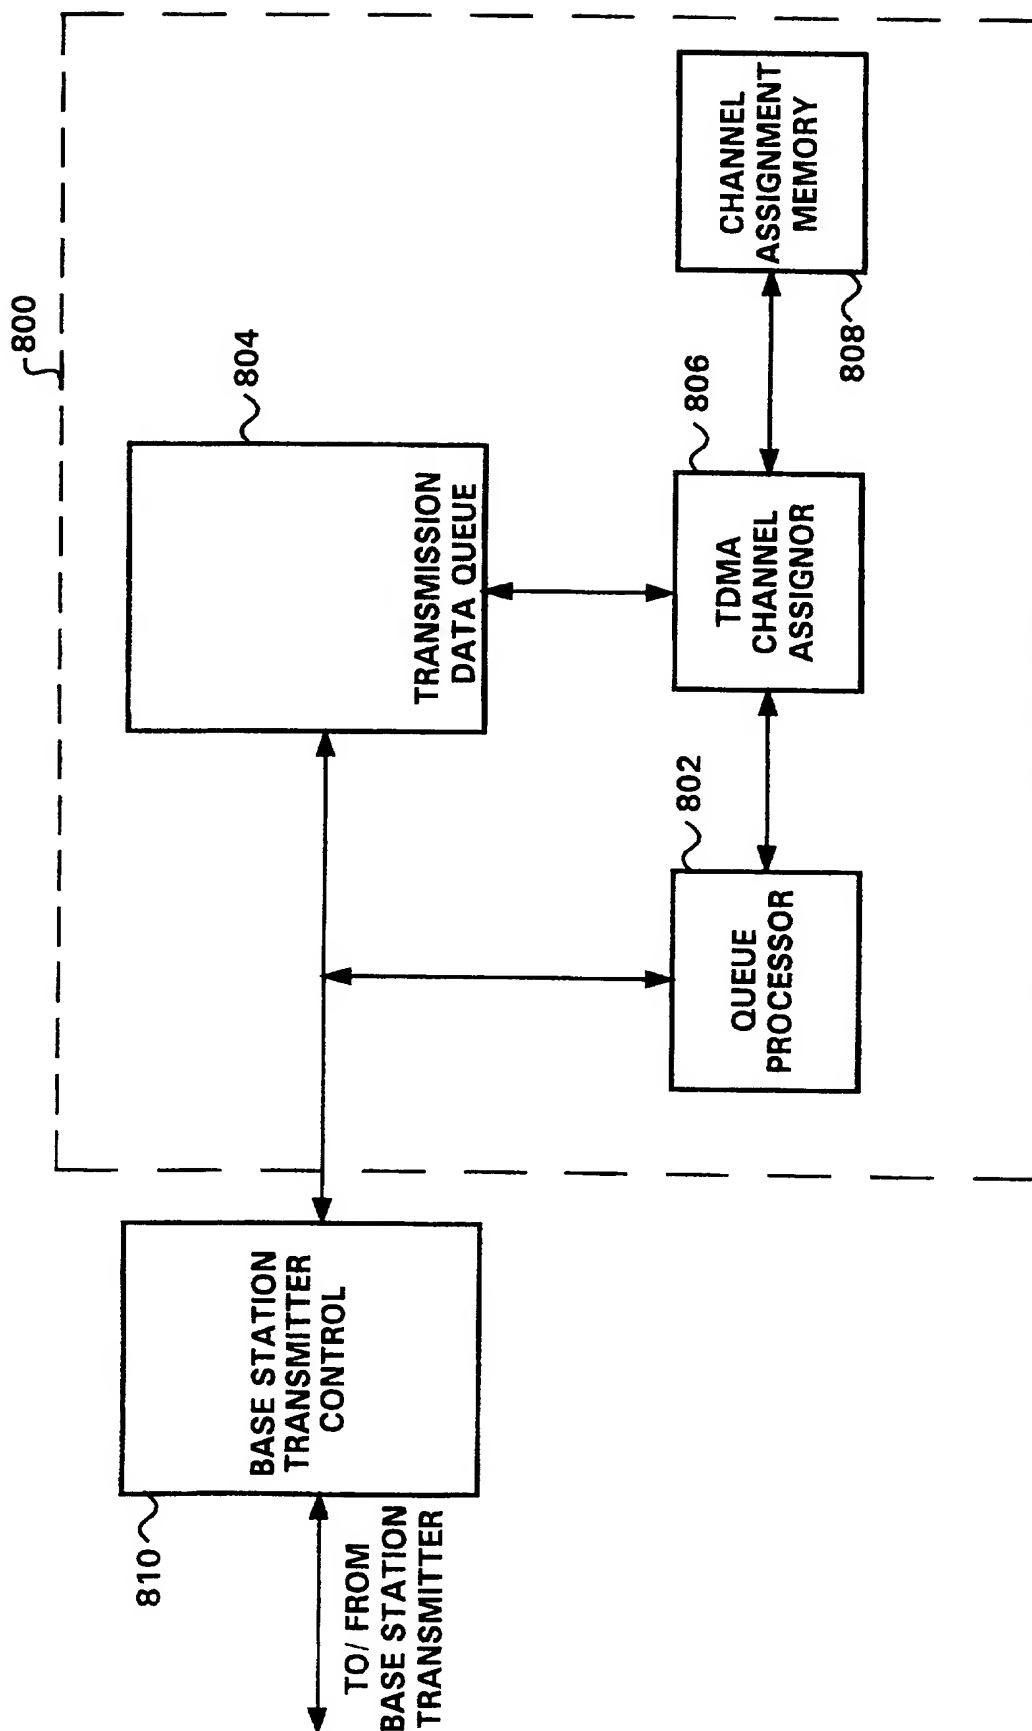 800
810
BASE STATION
TRANSMITTER
CONTROL
TO/ FROM
BASE STATION
TRANSMITTER
804
TRANSMISSION
DATA QUEUE
802
QUEUE
PROCESSOR
806
TDMA
CHANNEL
ASSIGNOR
808
CHANNEL
ASSIGNMENT
MEMORY